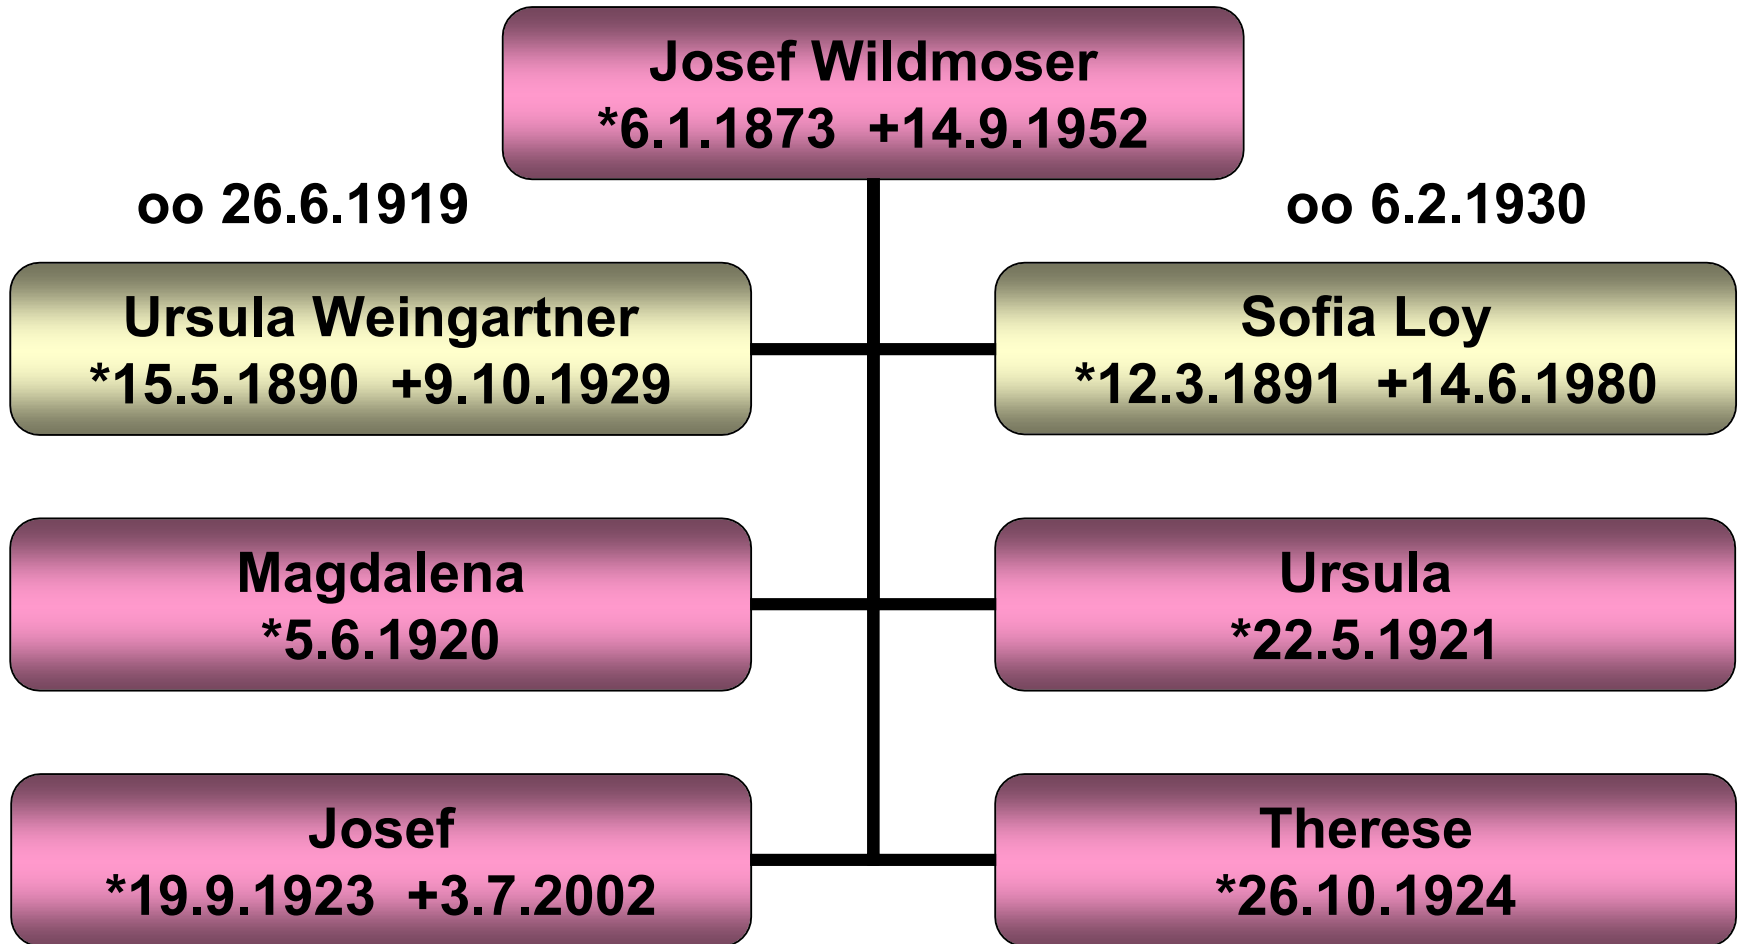 Josef Wildmoser
*6.1.1873 +14.9.1952
oo 26.6.1919
oo 6.2.1930
Ursula Weingartner
*15.5.1890 +9.10.1929
Sofia Loy
*12.3.1891 +14.6.1980
Magdalena
*5.6.1920
Ursula
*22.5.1921
Josef
*19.9.1923 +3.7.2002
Therese
*26.10.1924